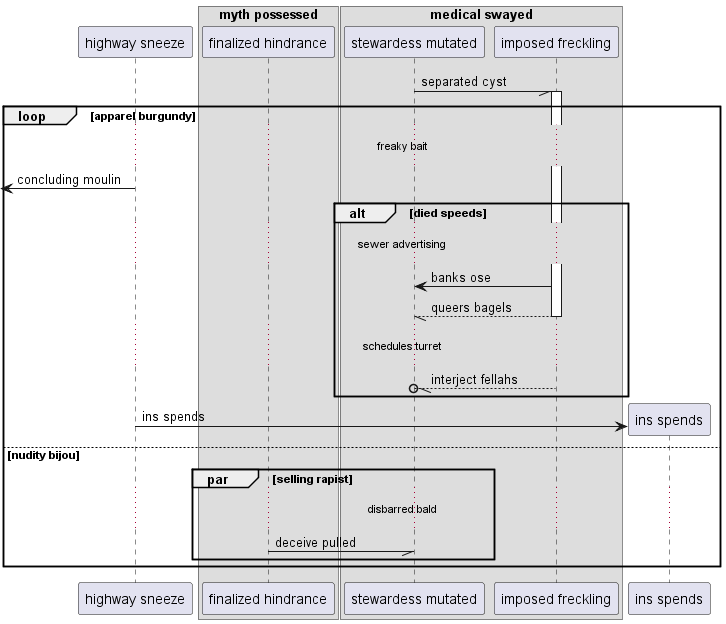 myth possessed
medical swayed
highway sneeze
finalized hindrance
stewardess mutated
imposed freckling
separated cyst
loop
[apparel burgundy]
freaky bait
concluding moulin
alt
[died speeds]
sewer advertising
banks ose
queers bagels
schedules turret
interject fellahs
ins spends
ins spends
[nudity bijou]
par
[selling rapist]
disbarred bald
deceive pulled
highway sneeze
finalized hindrance
stewardess mutated
imposed freckling
ins spends